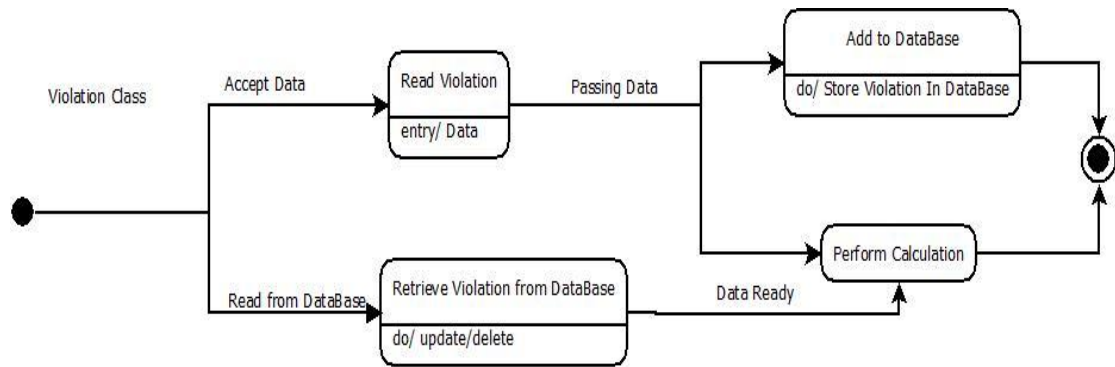 Violation Class
Accept Data
Read Violation
entry/ Data
Passing Data
Add to DataBase
do/ Store Violation In DataBase
Perform Calculation
Read from DataBase
Retrieve Violation from DataBase
do/ update/delete
Data Ready